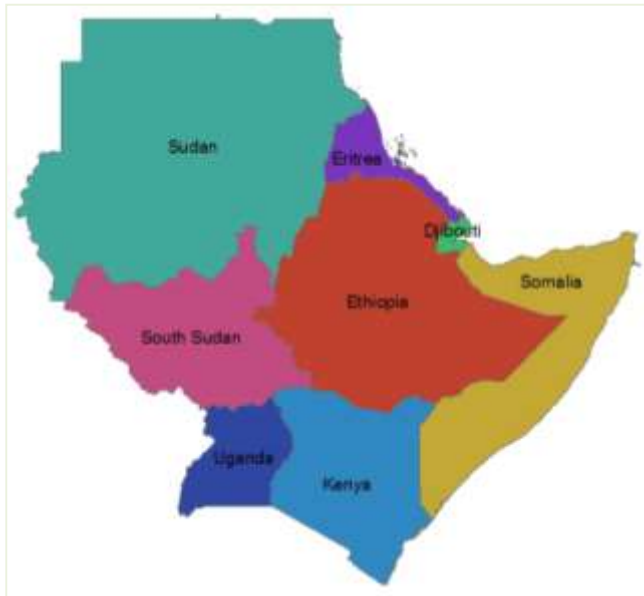 Sudan
Eritrea
Djibouti
Somalia
Ethiopia
South Sudan
Uganda
Kenya